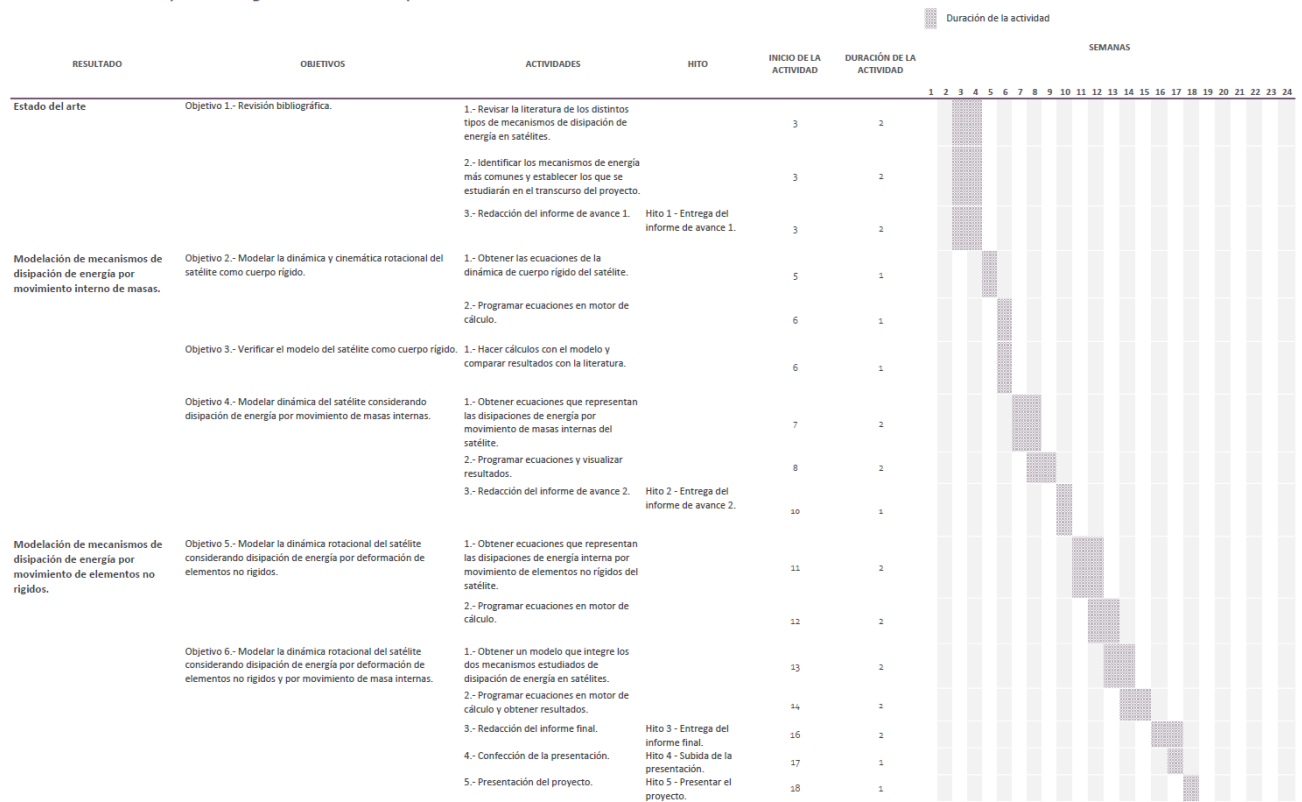 Duración de la actividad
SEMANAS
RESULTADO OBJETIVOS ACTIVIDADES HITO INICIO DE LA ACTIVIDAD DURACIÓN DE LA ACTIVIDAD
1 2 3 4 5 6 7 8 9 10 11 12 13 14 15 16 17 18 19 20 21 22 23 24
Estado del arte
Objetivo 1.- Revisión bibliográfica.
1.- Revisar la literatura de los distintos
tipos de mecanismos de disipación de
energía en satélites.
3 2
2.- Identificar los mecanismos de energía
más comunes y establecer los que se
estudiarán en el transcurso del proyecto.
3 2
3.- Redacción del informe de avance 1.
Hito 1 - Entrega del
informe de avance 1.
3 2
Modelación de mecanismos de
disipación de energía por
movimiento interno de masas.
Objetivo 2.- Modelar la dinámica y cinemática rotacional del
satélite como cuerpo rígido.
1.- Obtener las ecuaciones de la
dinámica de cuerpo rígido del satélite.
5 1
2.- Programar ecuaciones en motor de
cálculo.
6 1
Objetivo 3.- Verificar el modelo del satélite como cuerpo rígido.
1.- Hacer cálculos con el modelo y
comparar resultados con la literatura.
6 1
Objetivo 4.- Modelar dinámica del satélite considerando
disipación de energía por movimiento de masas internas.
1.- Obtener ecuaciones que representan
las disipaciones de energía por
movimiento de masas internas del
satélite.
7 2
2.- Programar ecuaciones y visualizar
resultados.
8 2
3.- Redacción del informe de avance 2.
Hito 2 - Entrega del
informe de avance 2.
10 1
Modelación de mecanismos de
disipación de energía por
movimiento de elementos no
rigidos.
Objetivo 5.- Modelar la dinámica rotacional del satélite
considerando disipación de energía por deformación de
elementos no rigidos.
1.- Obtener ecuaciones que representan
las disipaciones de energía interna por
movimiento de elementos no rígidos del
satélite.
11 2
2.- Programar ecuaciones en motor de
cálculo.
12 2
Objetivo 6.- Modelar la dinámica rotacional del satélite
considerando disipación de energía por deformación de
elementos no rigidos y por movimiento de masa internas.
1.- Obtener un modelo que integre los
dos mecanismos estudiados de
disipación de energía en satélites.
13 2
2.- Programar ecuaciones en motor de
cálculo y obtener resultados.
14 2
3.- Redacción del informe final.
Hito 3 - Entrega del
informe final.
16 2
4.- Confección de la presentación.
Hito 4 - Subida de la
presentación.
17 1
5.- Presentación del proyecto.
Hito 5 - Presentar el
proyecto.
18 1